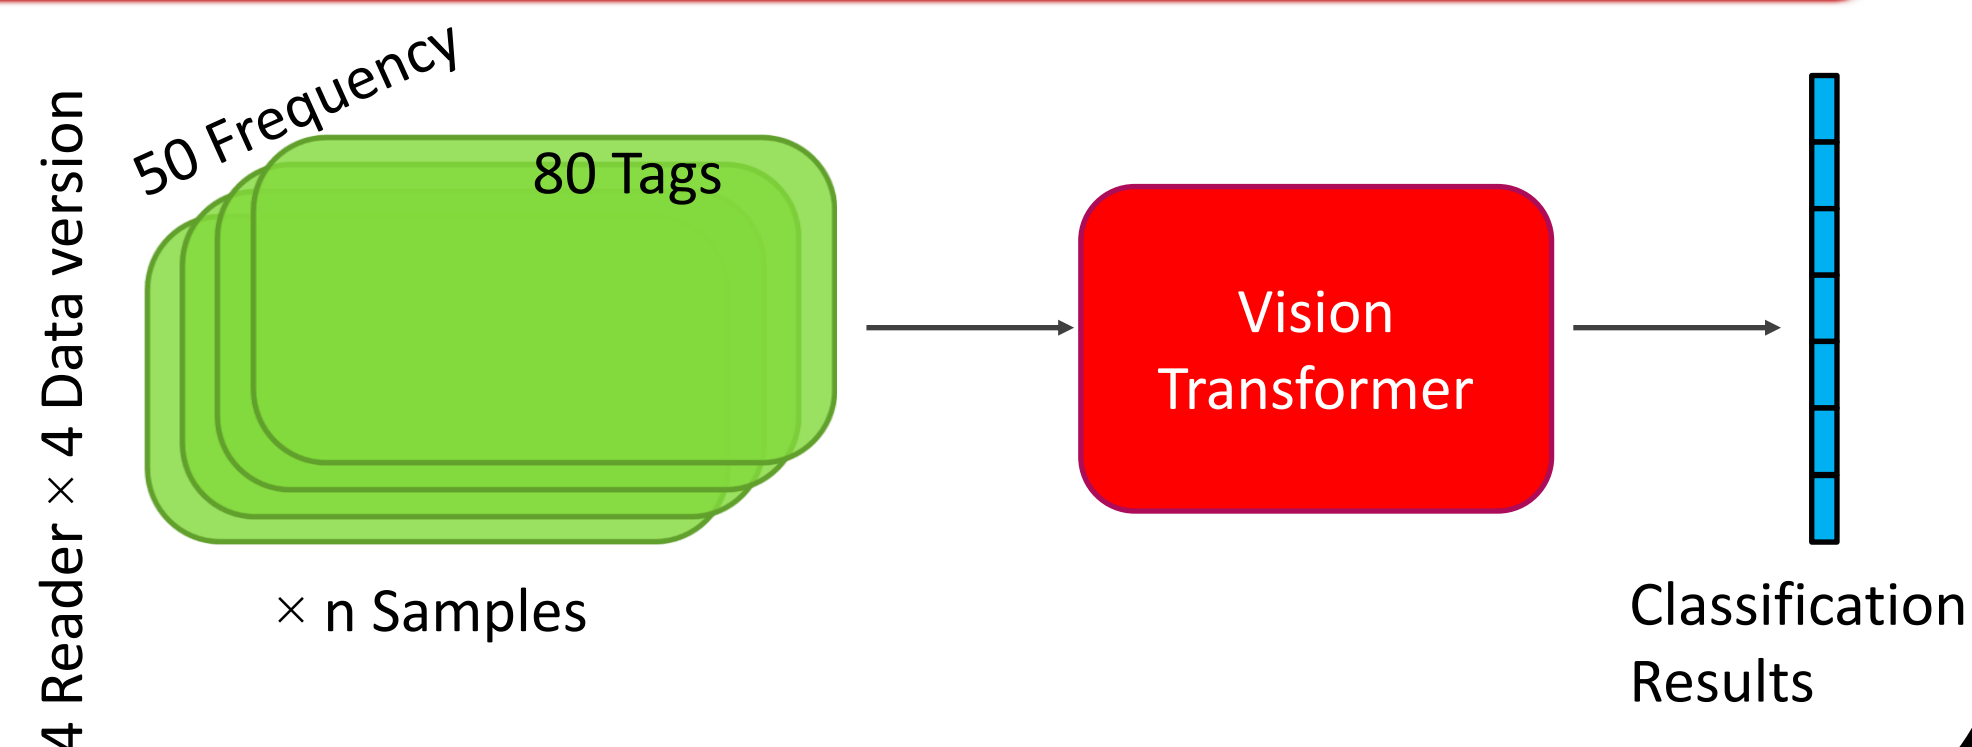 50 Frequency
4 Reader × 4 Data version
80 Tags
× n Samples
Vision
Transformer
Classification
Results